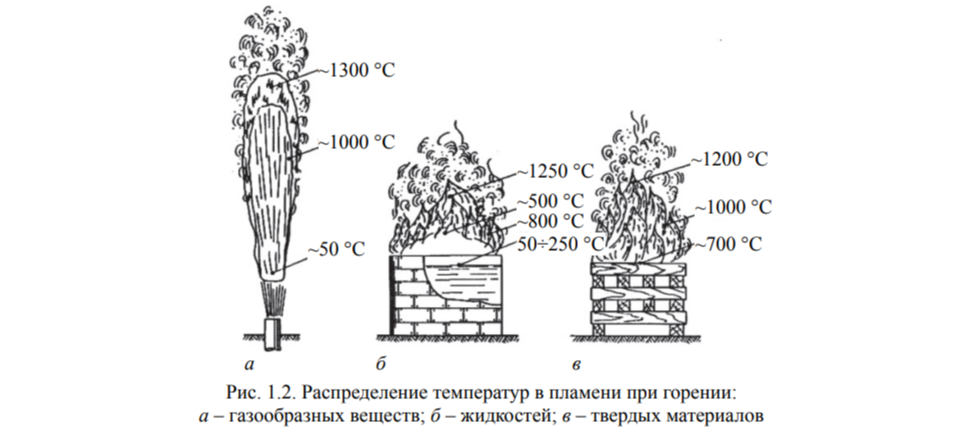 ~1300 °C
~1000 °C
~50 °C
~1250 °C
~500 °C
~800 °C
50÷250 °C
~1200 °C
~1000 °C
~700 °C
а
б
в
Рис. 1.2. Распределение температур в пламени при горении:
а – газообразных веществ; б – жидкостей; в – твердых материалов